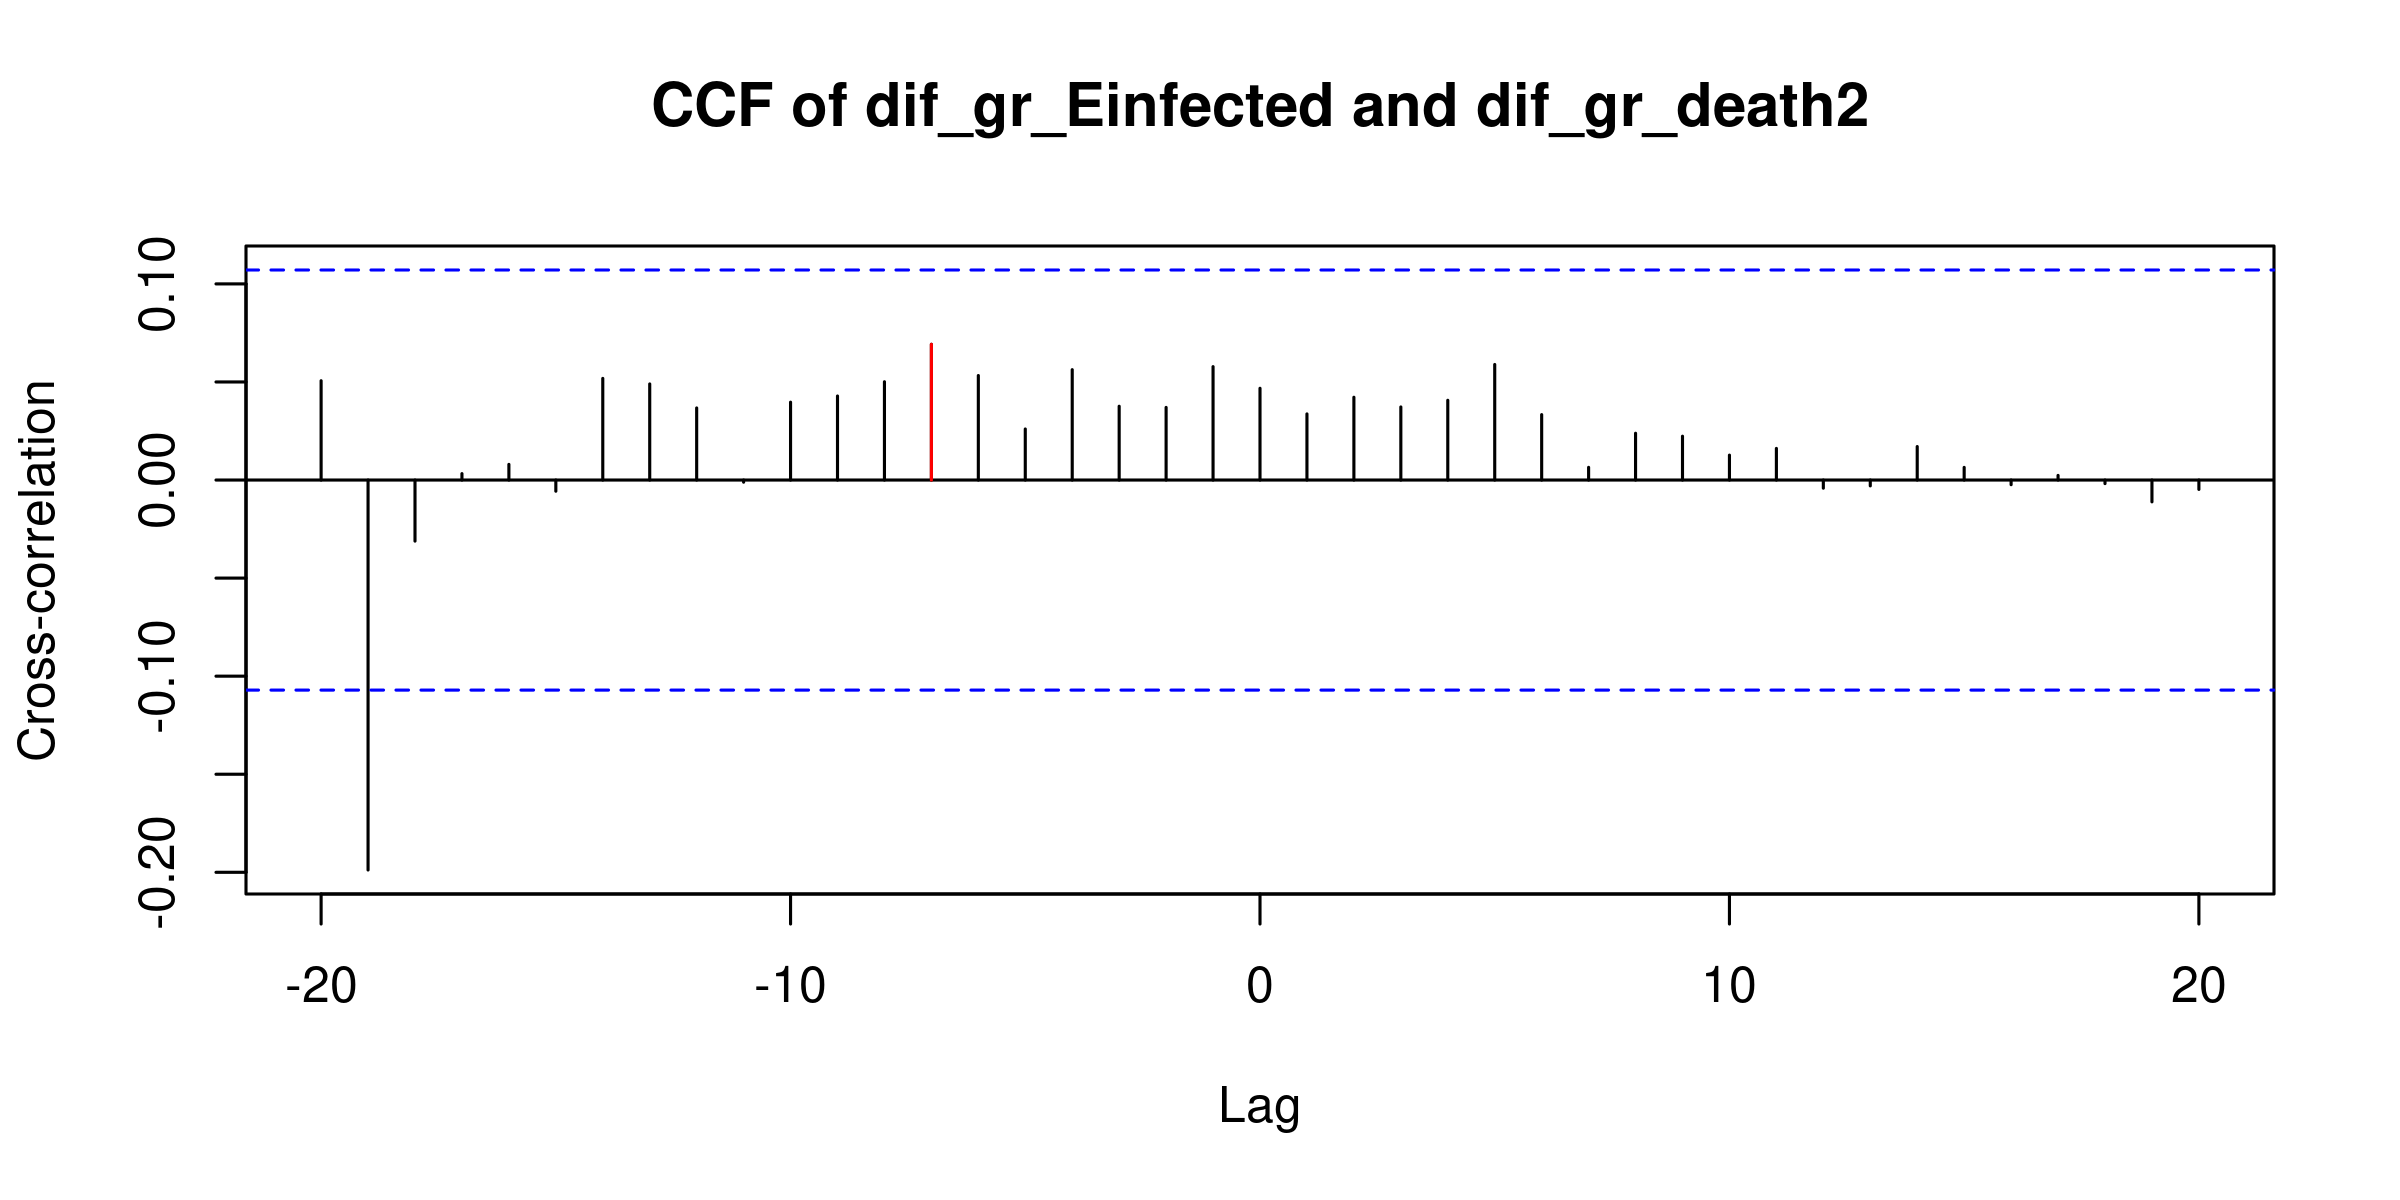 CCF of dif_gr_Einfected and dif_gr_death2
Cross-correlation
0.10
0.00
-0.10
-0.20
-20 -10 0 10 20
Lag